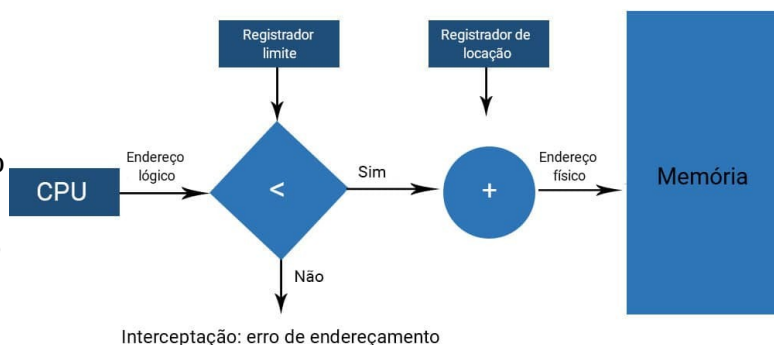 Registrador
limite
Registrador de
locação
CPU
Endereço
lógico
<
Sim
+
Endereço
físico
Memória
Não
Interceptação: erro de endereçamento